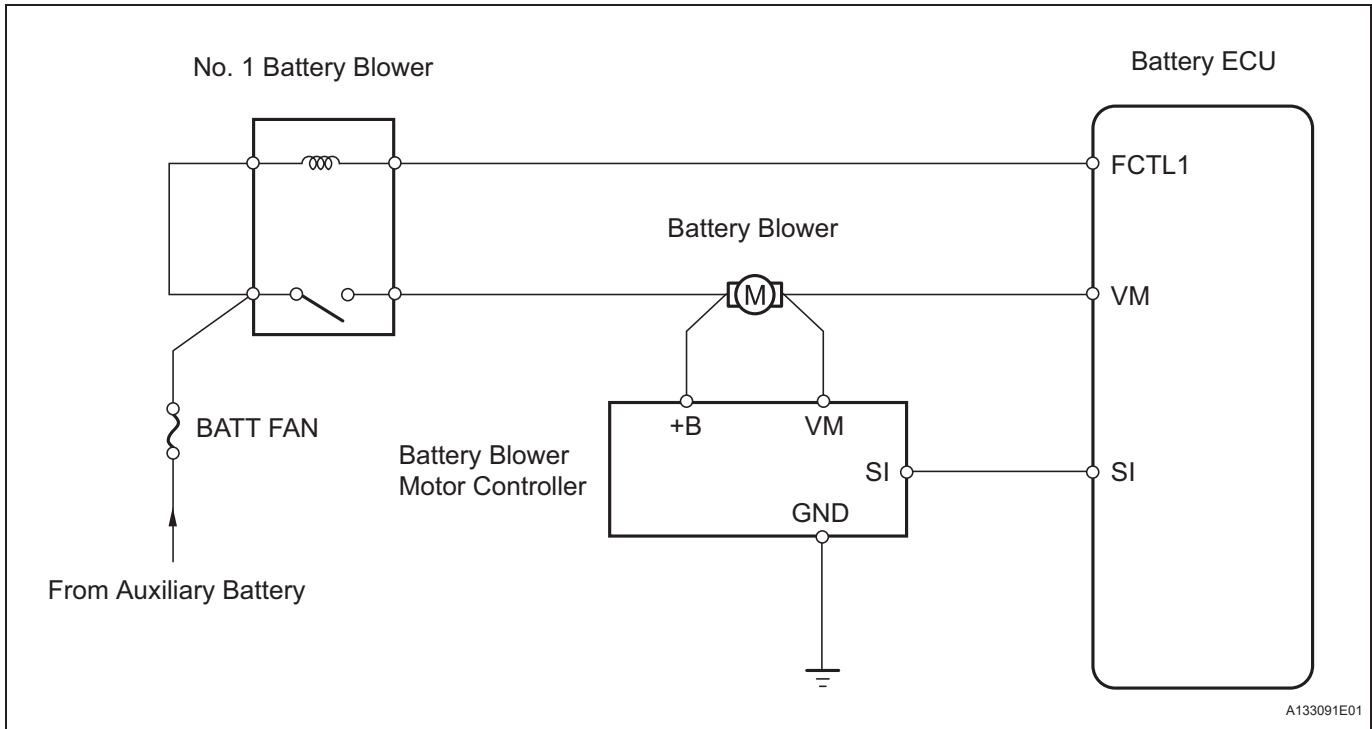 No. 1 Battery Blower
Battery ECU
FCTL1
Battery Blower
M
VM
BATT FAN
+B
VM
Battery Blower
Motor Controller
SI
SI
GND
From Auxiliary Battery
A133091E01